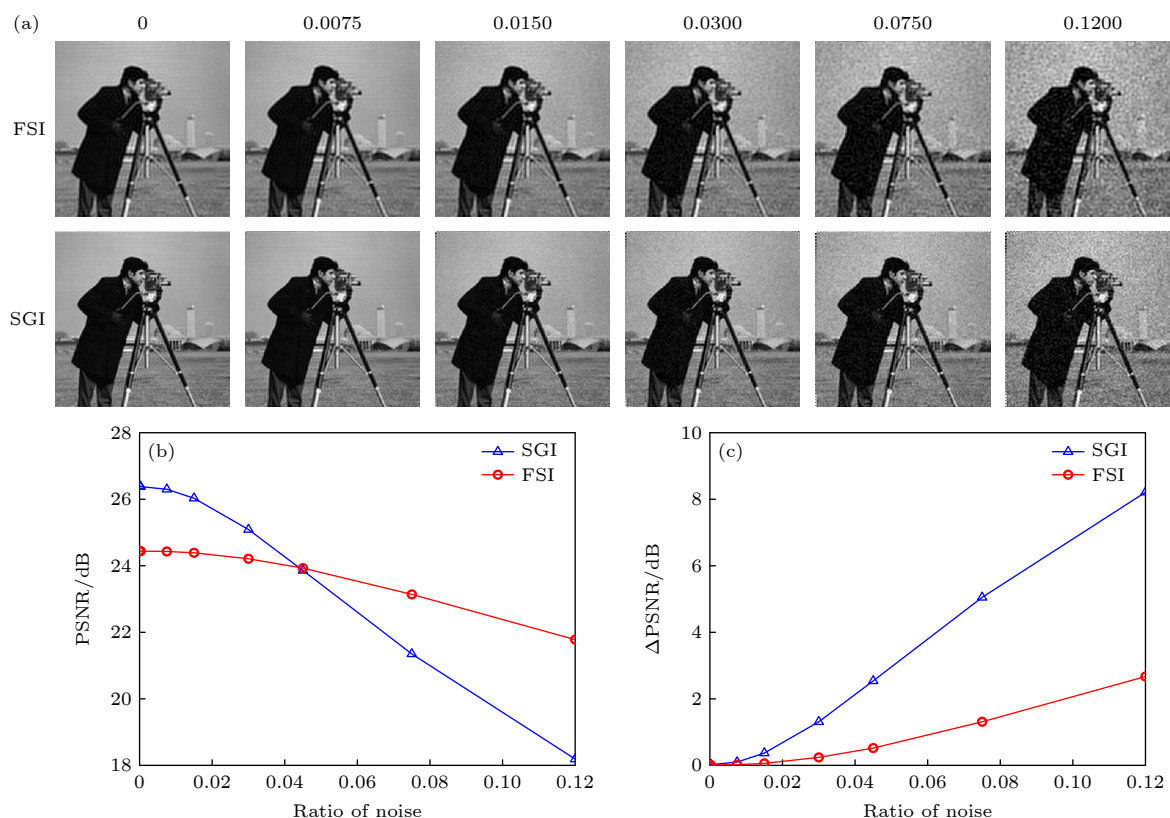 (a) 0 0.0075 0.0150 0.0300 0.0750 0.1200
FSI
SGI
(b)
SGI
FSI
28
26
24
22
20
18
PSNR/dB
0 0.02 0.04 0.06 0.08 0.10 0.12
Ratio of noise
(c)
SGI
FSI
10
8
6
4
2
0
ΔPSNR/dB
0 0.02 0.04 0.06 0.08 0.10 0.12
Ratio of noise